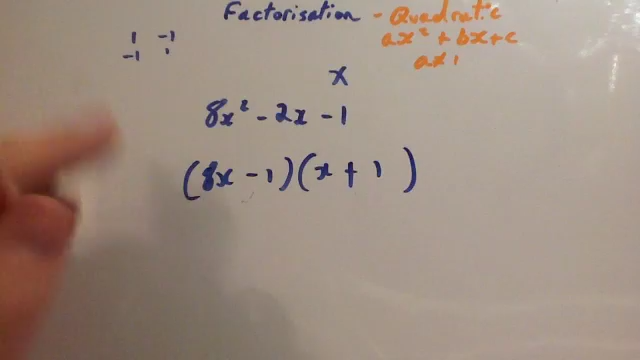 Factorisation - Quadratic
ax² + bx + c
a≠1
1 -1
-1 1
x
8x² - 2x - 1
(8x - 1)(x + 1)